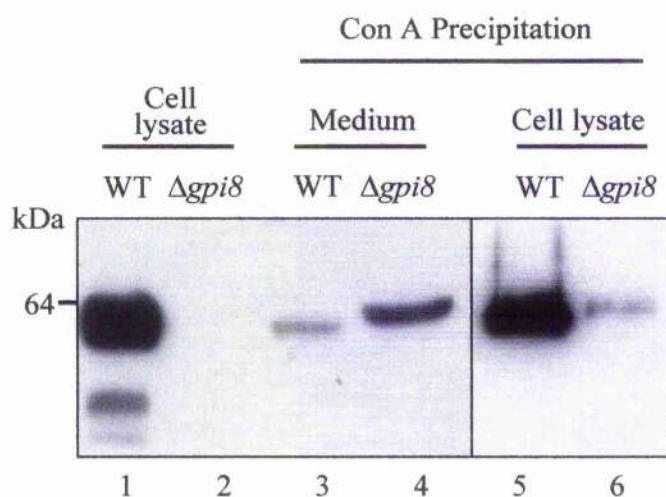 Con A Precipitation
Cell lysate Medium Cell lysate
WT Δgpi8 WT Δgpi8 WT Δgpi8
kDa
64
1 2 3 4 5 6